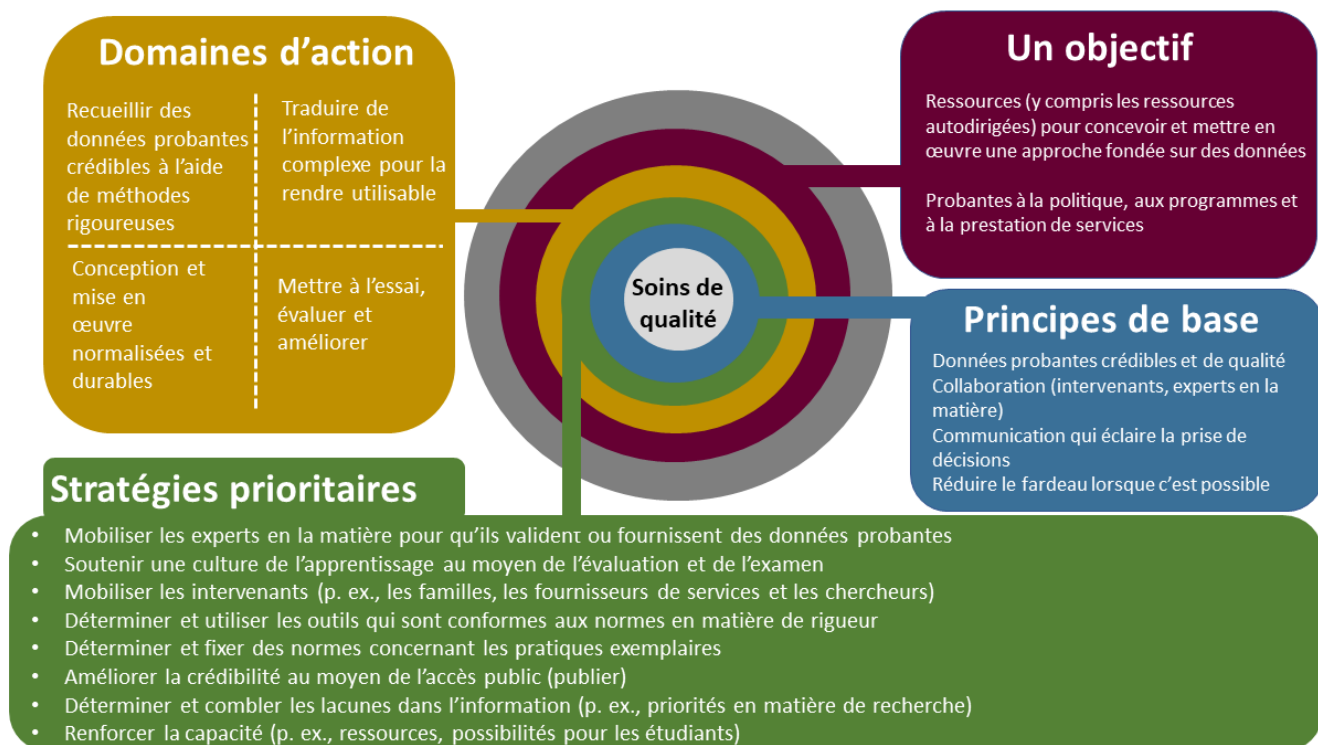 Domaines d'action
Recueillir des
données probantes
crédibles à l'aide
de méthodes
rigoureuses
Traduire de
l'information
complexe pour la
rendre utilisable
Conception et
mise en
œuvre
normalisées et
durables
Mettre à l'essai,
évaluer et
améliorer
Soins de
qualité
Un objectif
Ressources (y compris les ressources
autodirigées) pour concevoir et mettre en
œuvre une approche fondée sur des données
Probantes à la politique, aux programmes et
à la prestation de services
Principes de base
Données probantes crédibles et de qualité
Collaboration (intervenants, experts en la
matière)
Communication qui éclaire la prise de
décisions
Réduire le fardeau lorsque c'est possible
Stratégies prioritaires
• Mobiliser les experts en la matière pour qu'ils valident ou fournissent des données probantes
• Soutenir une culture de l'apprentissage au moyen de l'évaluation et de l'examen
• Mobiliser les intervenants (p. ex., les familles, les fournisseurs de services et les chercheurs)
• Déterminer et utiliser les outils qui sont conformes aux normes en matière de rigueur
• Déterminer et fixer des normes concernant les pratiques exemplaires
• Améliorer la crédibilité au moyen de l'accès public (publier)
• Déterminer et combler les lacunes dans l'information (p. ex., priorités en matière de recherche)
• Renforcer la capacité (p. ex., ressources, possibilités pour les étudiants)